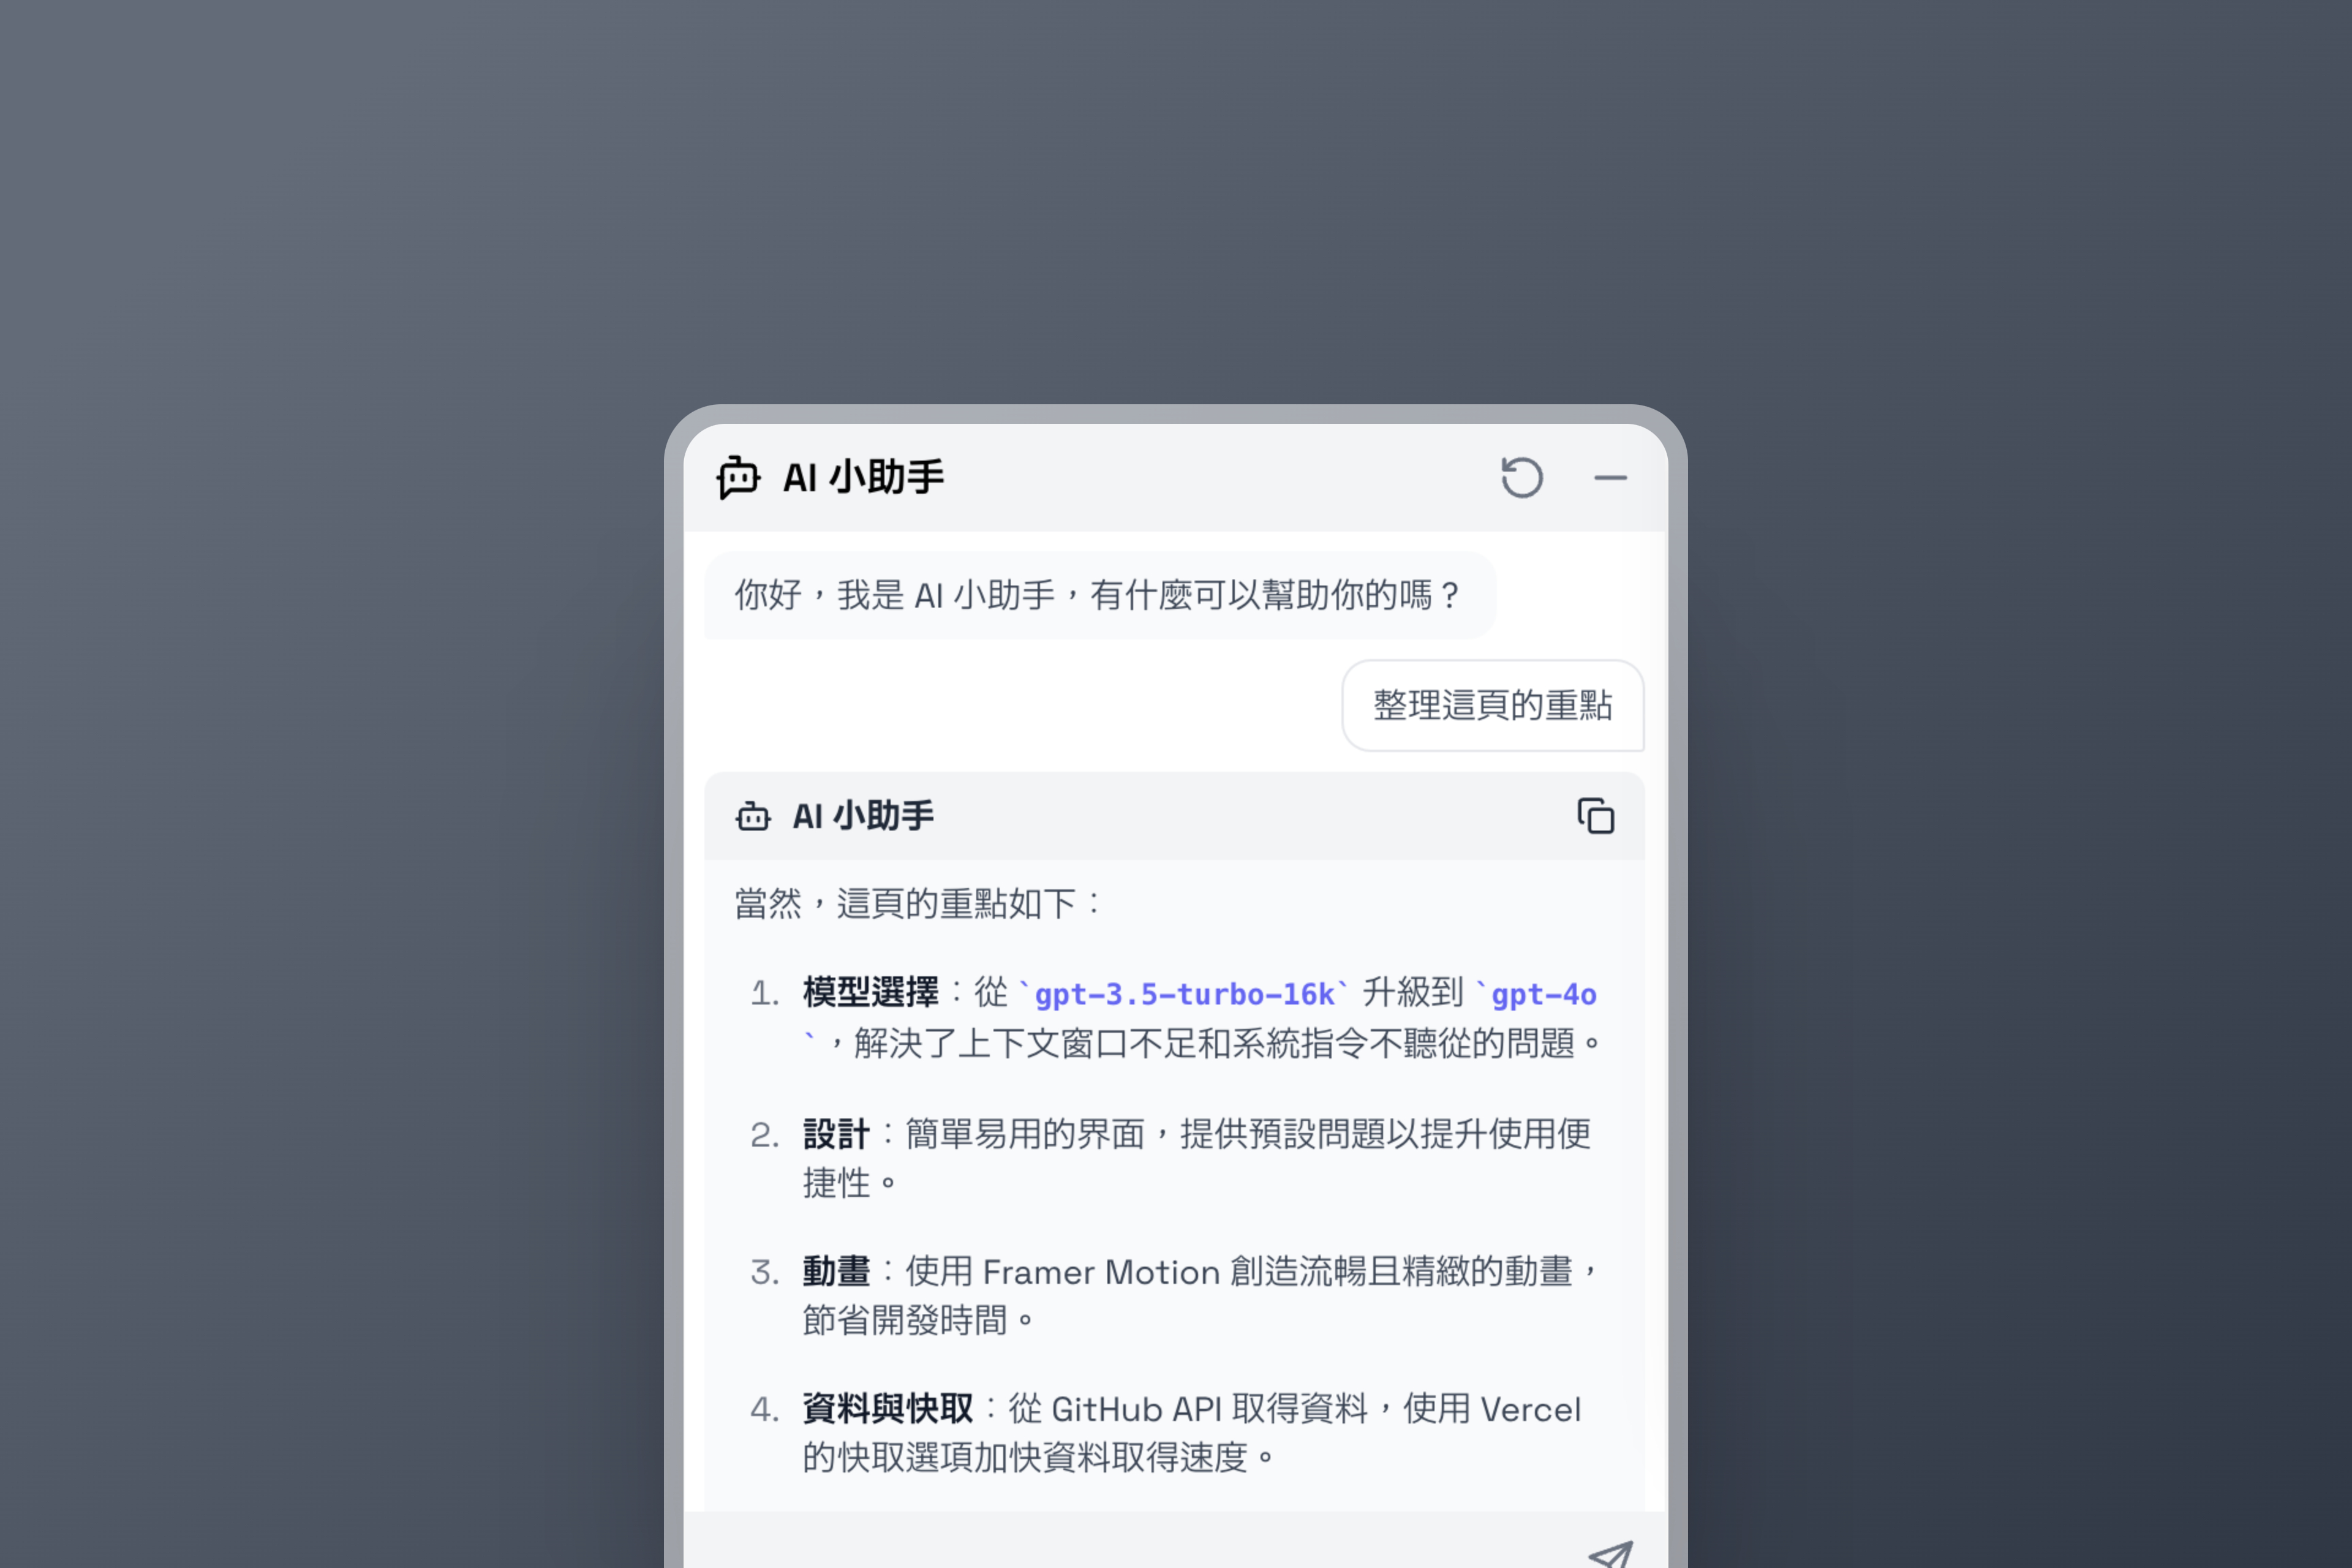 AI 小助手
你好，我是 AI 小助手，有什麼可以幫助你的嗎？
整理這頁的重點
AI 小助手
當然，這頁的重點如下：
1. 模型選擇：從 `gpt-3.5-turbo-16k` 升級到 `gpt-4o
`，解決了上下文窗口不足和系統指令不聽從的問題。
2. 設計：簡單易用的界面，提供預設問題以提升使用便
捷性。
3. 動畫：使用 Framer Motion 創造流暢且精緻的動畫，
節省開發時間。
4. 資料與快取：從 GitHub API 取得資料，使用 Vercel
的快取選項加快資料取得速度。